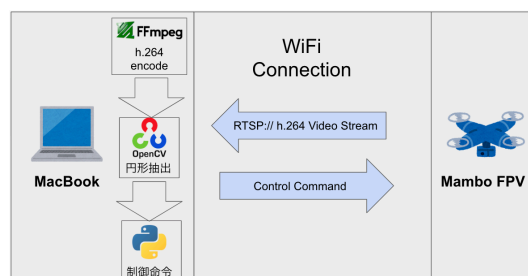 FFmpeg
h.264
encode
WiFi
Connection
RTSP:// h.264 Video Stream
OpenCV
円形抽出
MacBook
Control Command
Mambo FPV
制御命令